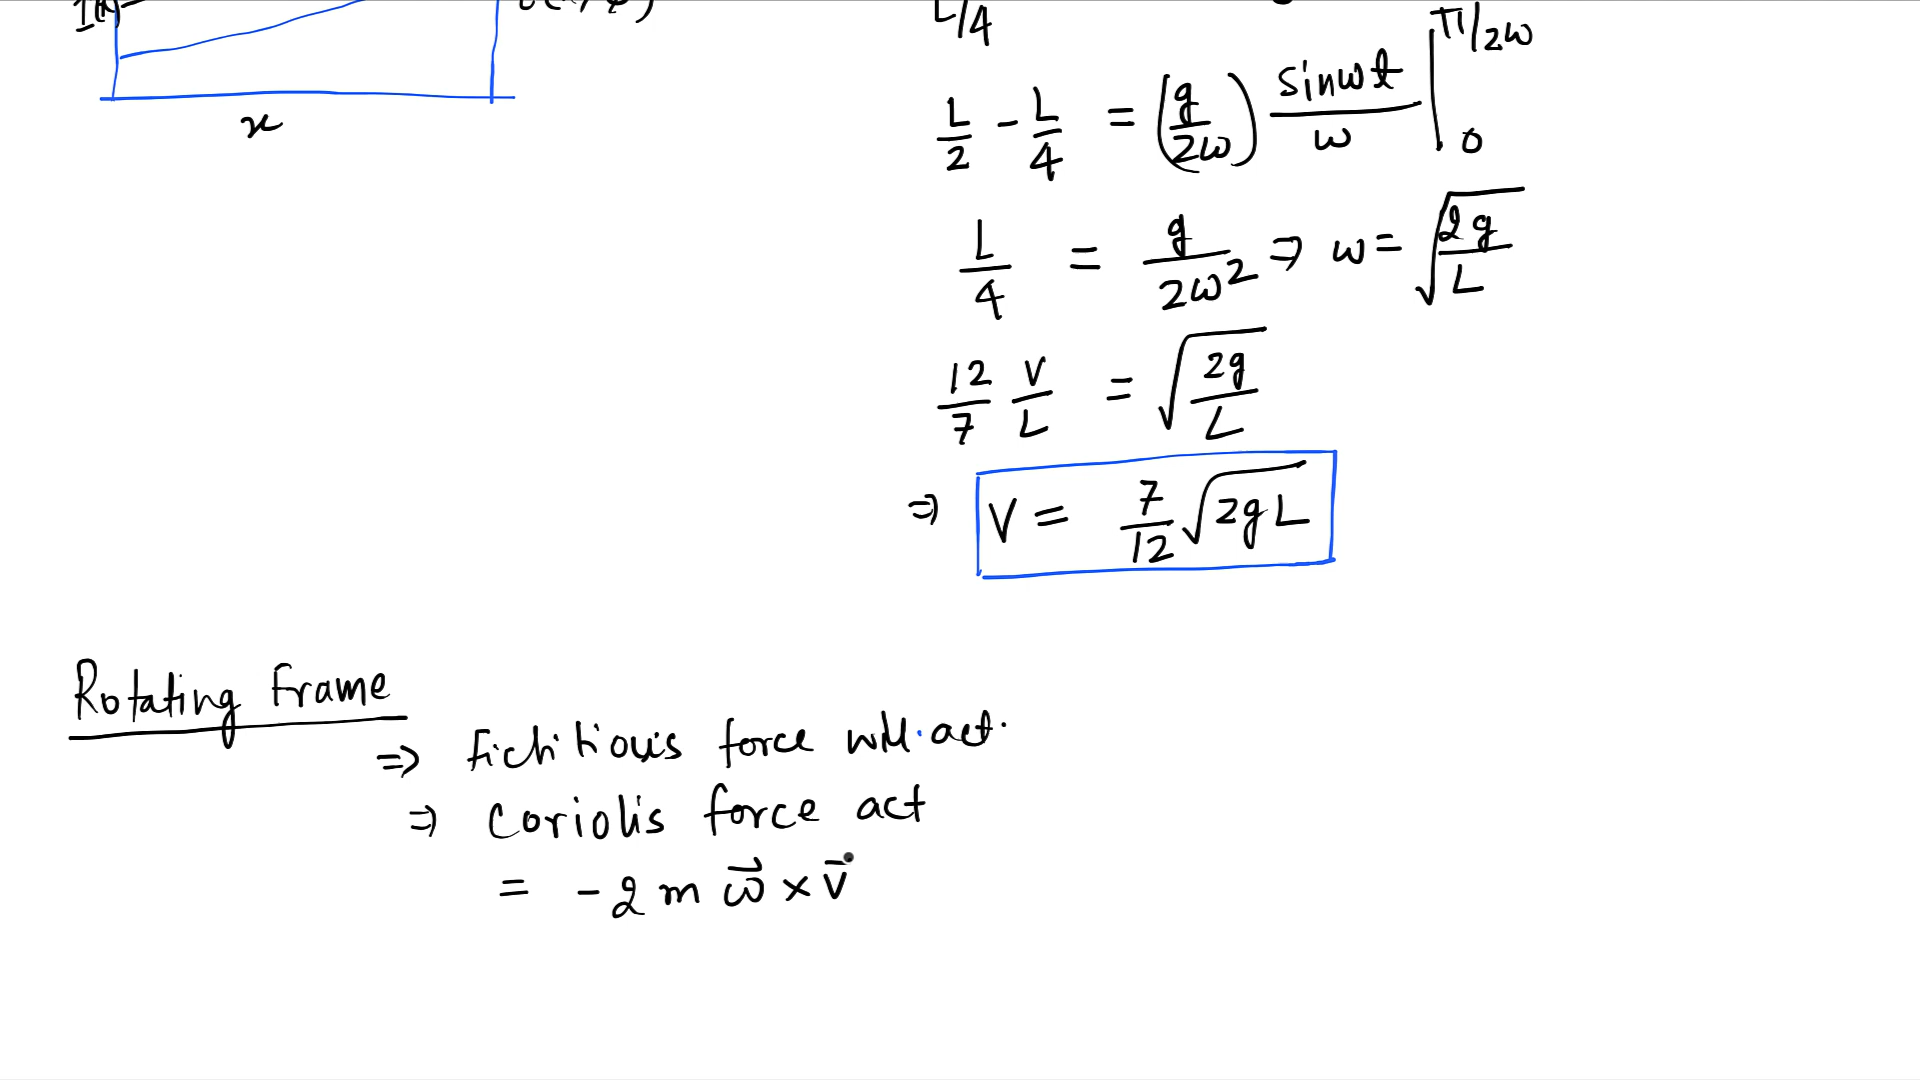 x
L/4
L/2 - L/4 = (g/2ω) sinωt/ω |₀^π/2ω
L/4 = g/2ω² ⇒ ω = √(2g/L)
12/7 V/L = √(2g/L)
⇒ V = 7/12 √2gL
Rotating Frame
⇒ Fictitious force will act.
⇒ Coriolis force act
= -2 m ω⃗ × v⃗